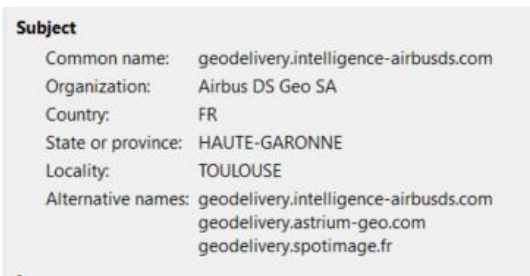 Subject
Common name: geodelivery.intelligence-airbusds.com
Organization: Airbus DS Geo SA
Country: FR
State or province: HAUTE-GARONNE
Locality: TOULOUSE
Alternative names: geodelivery.intelligence-airbusds.com
geodelivery.astrium-geo.com
geodelivery.spotimage.fr